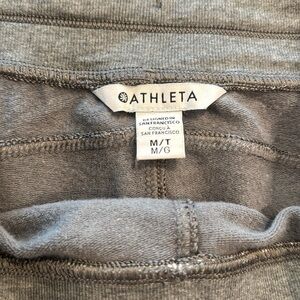 ATHLETA
DESIGNED IN
SAN FRANCISCO
CONÇU À
SAN FRANCISCO
M/T
M/G